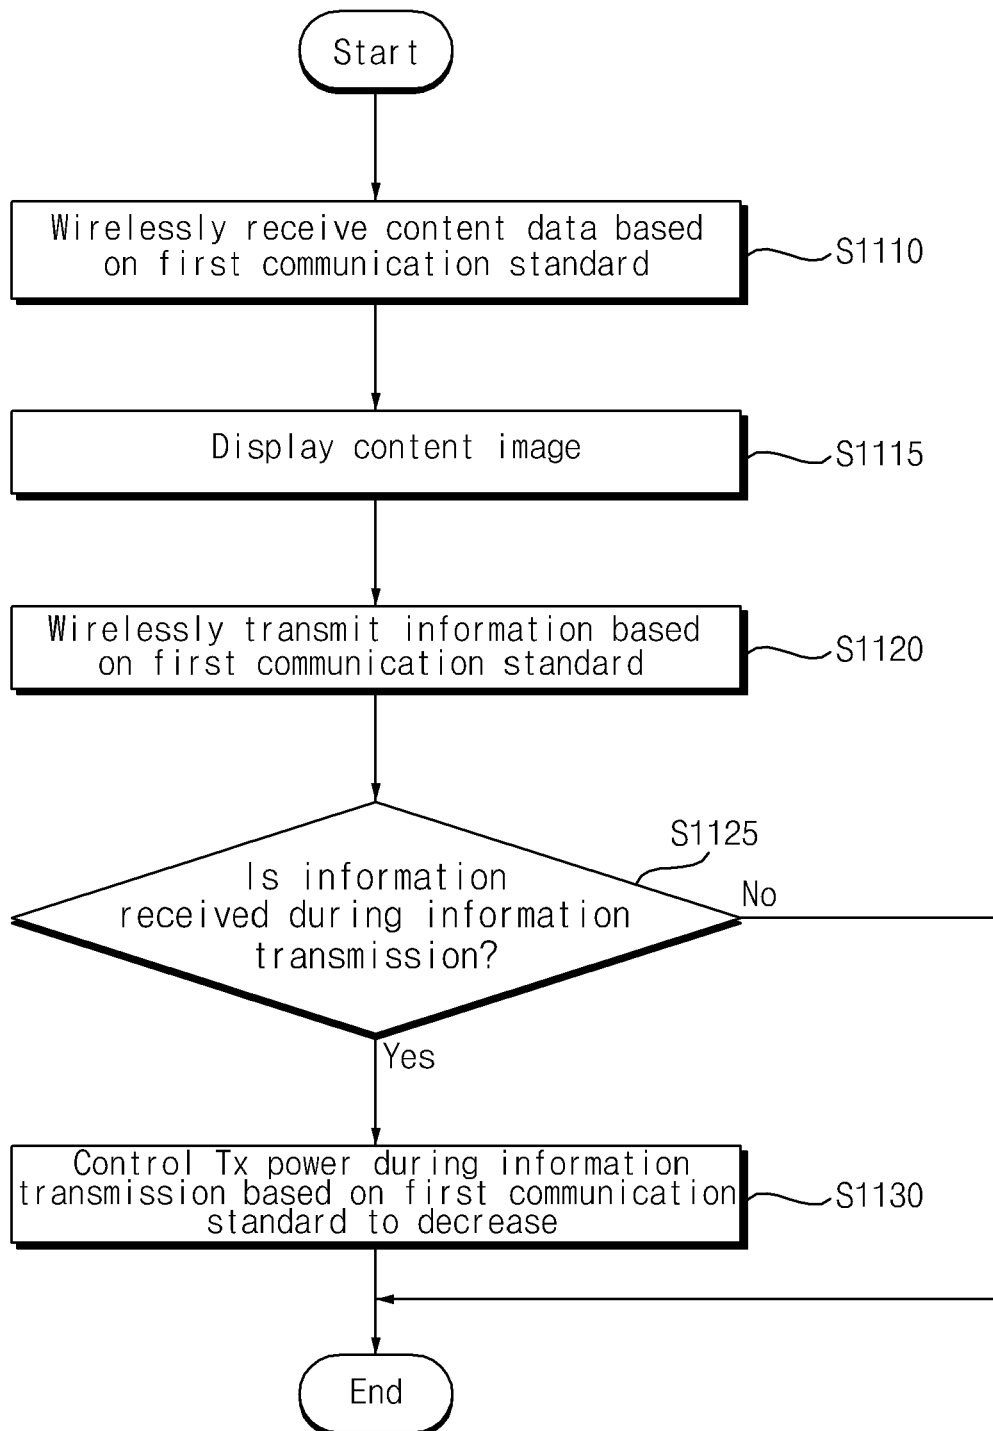 Start
Wirelessly receive content data based
on first communication standard
S1110
Display content image
S1115
Wirelessly transmit information based
on first communication standard
S1120
S1125
Is information
received during information
transmission?
No
Yes
Control Tx power during information
transmission based on first communication
standard to decrease
S1130
End